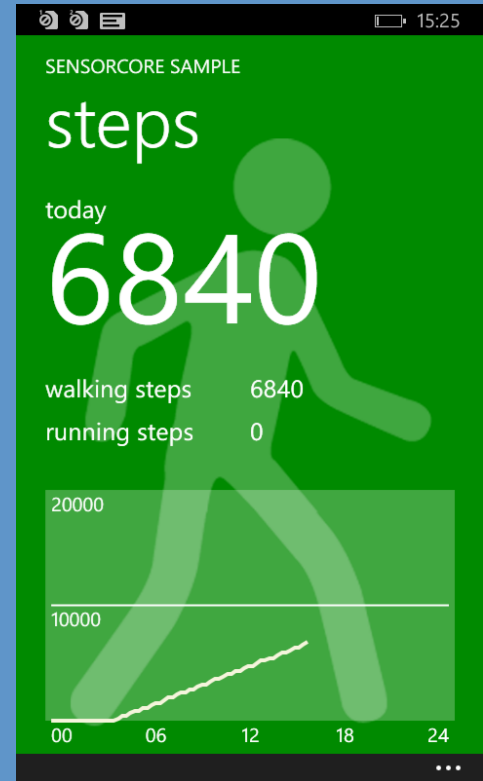 15:25
SENSORCORE SAMPLE
steps
today
6840
walking steps 6840
running steps 0
20000
10000
00 06 12 18 24